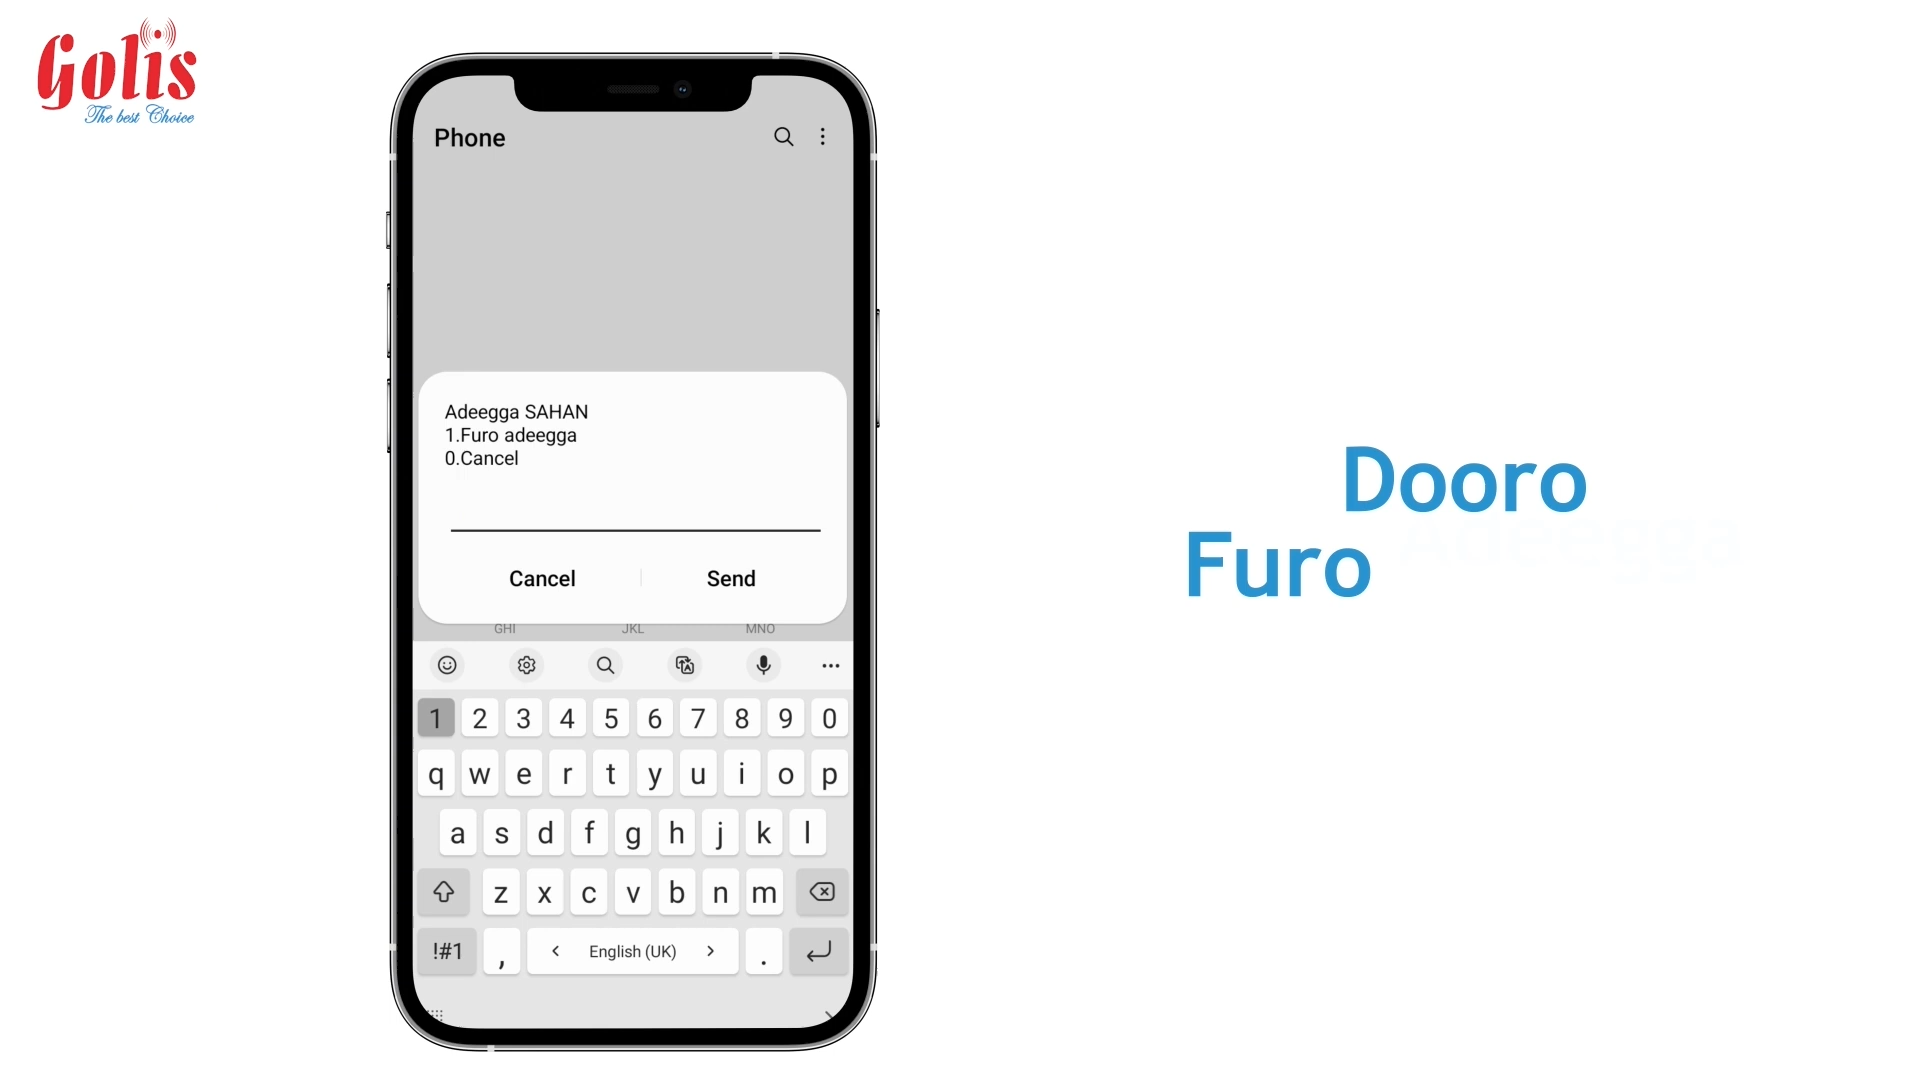 Golis
The best Choice
Phone
Adeegga SAHAN
1.Furo adeegga
0.Cancel
Cancel
Send
GHI JKL MNO
1 2 3 4 5 6 7 8 9 0
q w e r t y u i o p
a s d f g h j k l
z x c v b n m
!#1 , < English (UK) > .
Dooro
Furo